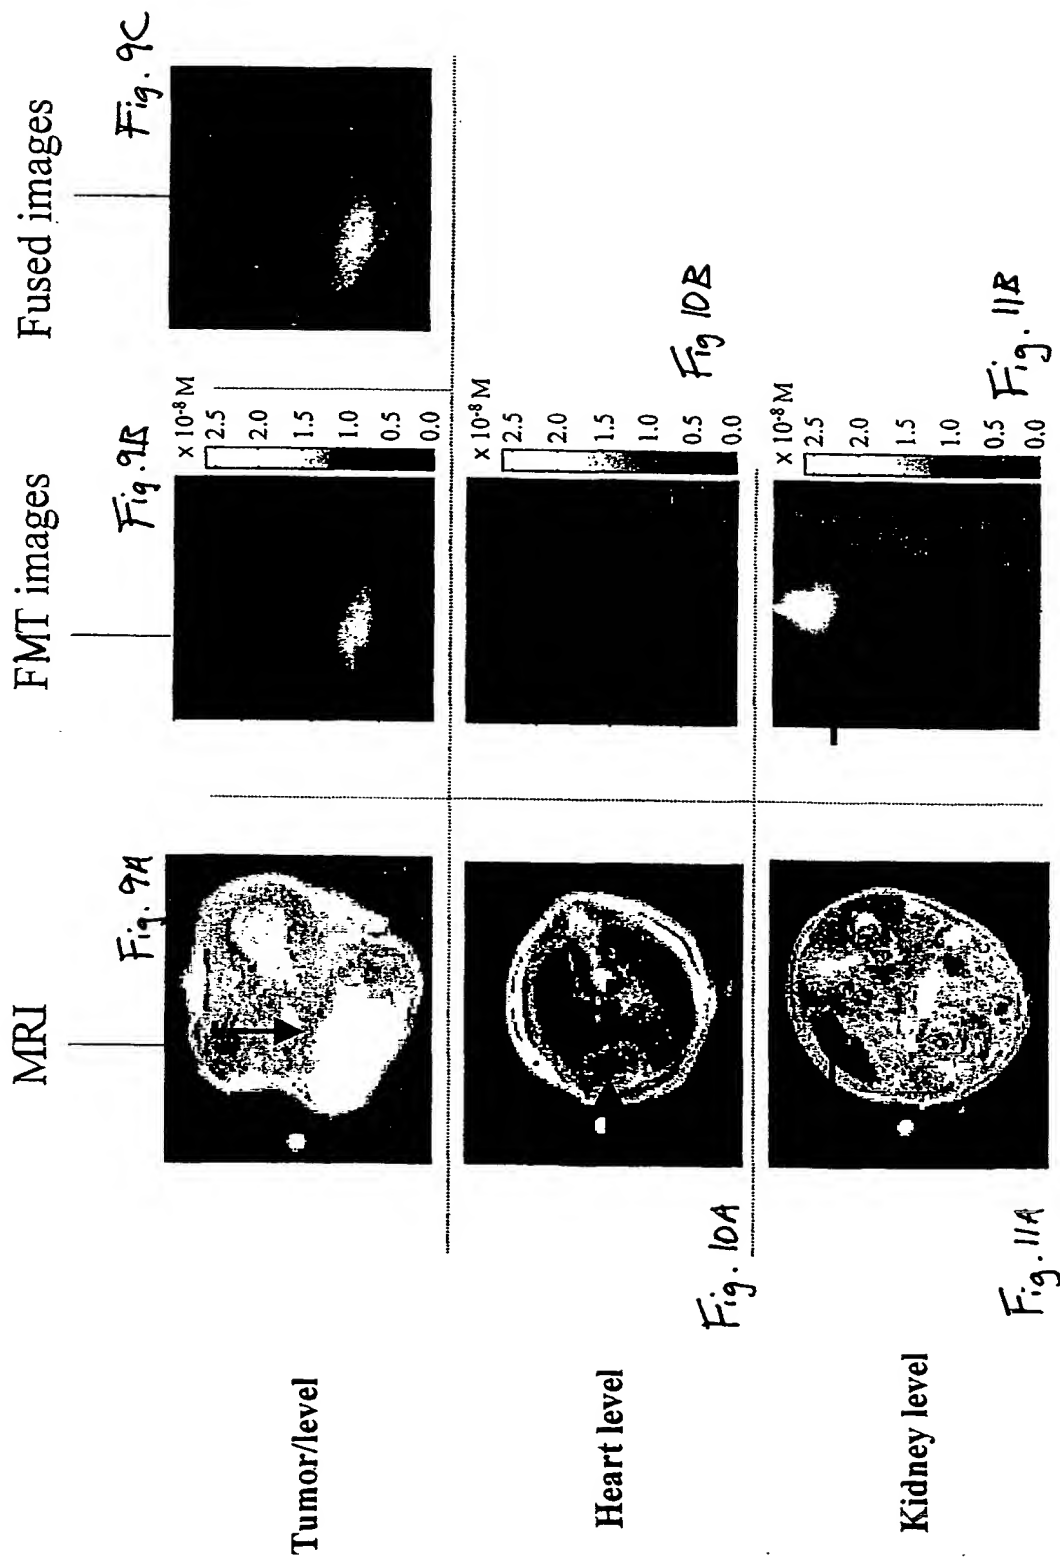 MRI
FMT images
Fused images
Fig. 9A
Fig. 9B
Fig. 9C
Tumor/level
x 10-8 M
2.5
2.0
1.5
1.0
0.5
0.0
Heart level
Fig. 10A
Fig 10B
x 10-8 M
2.5
2.0
1.5
1.0
0.5
0.0
Kidney level
Fig. 11A
Fig. 11B
x 10-8 M
2.5
2.0
1.5
1.0
0.5
0.0